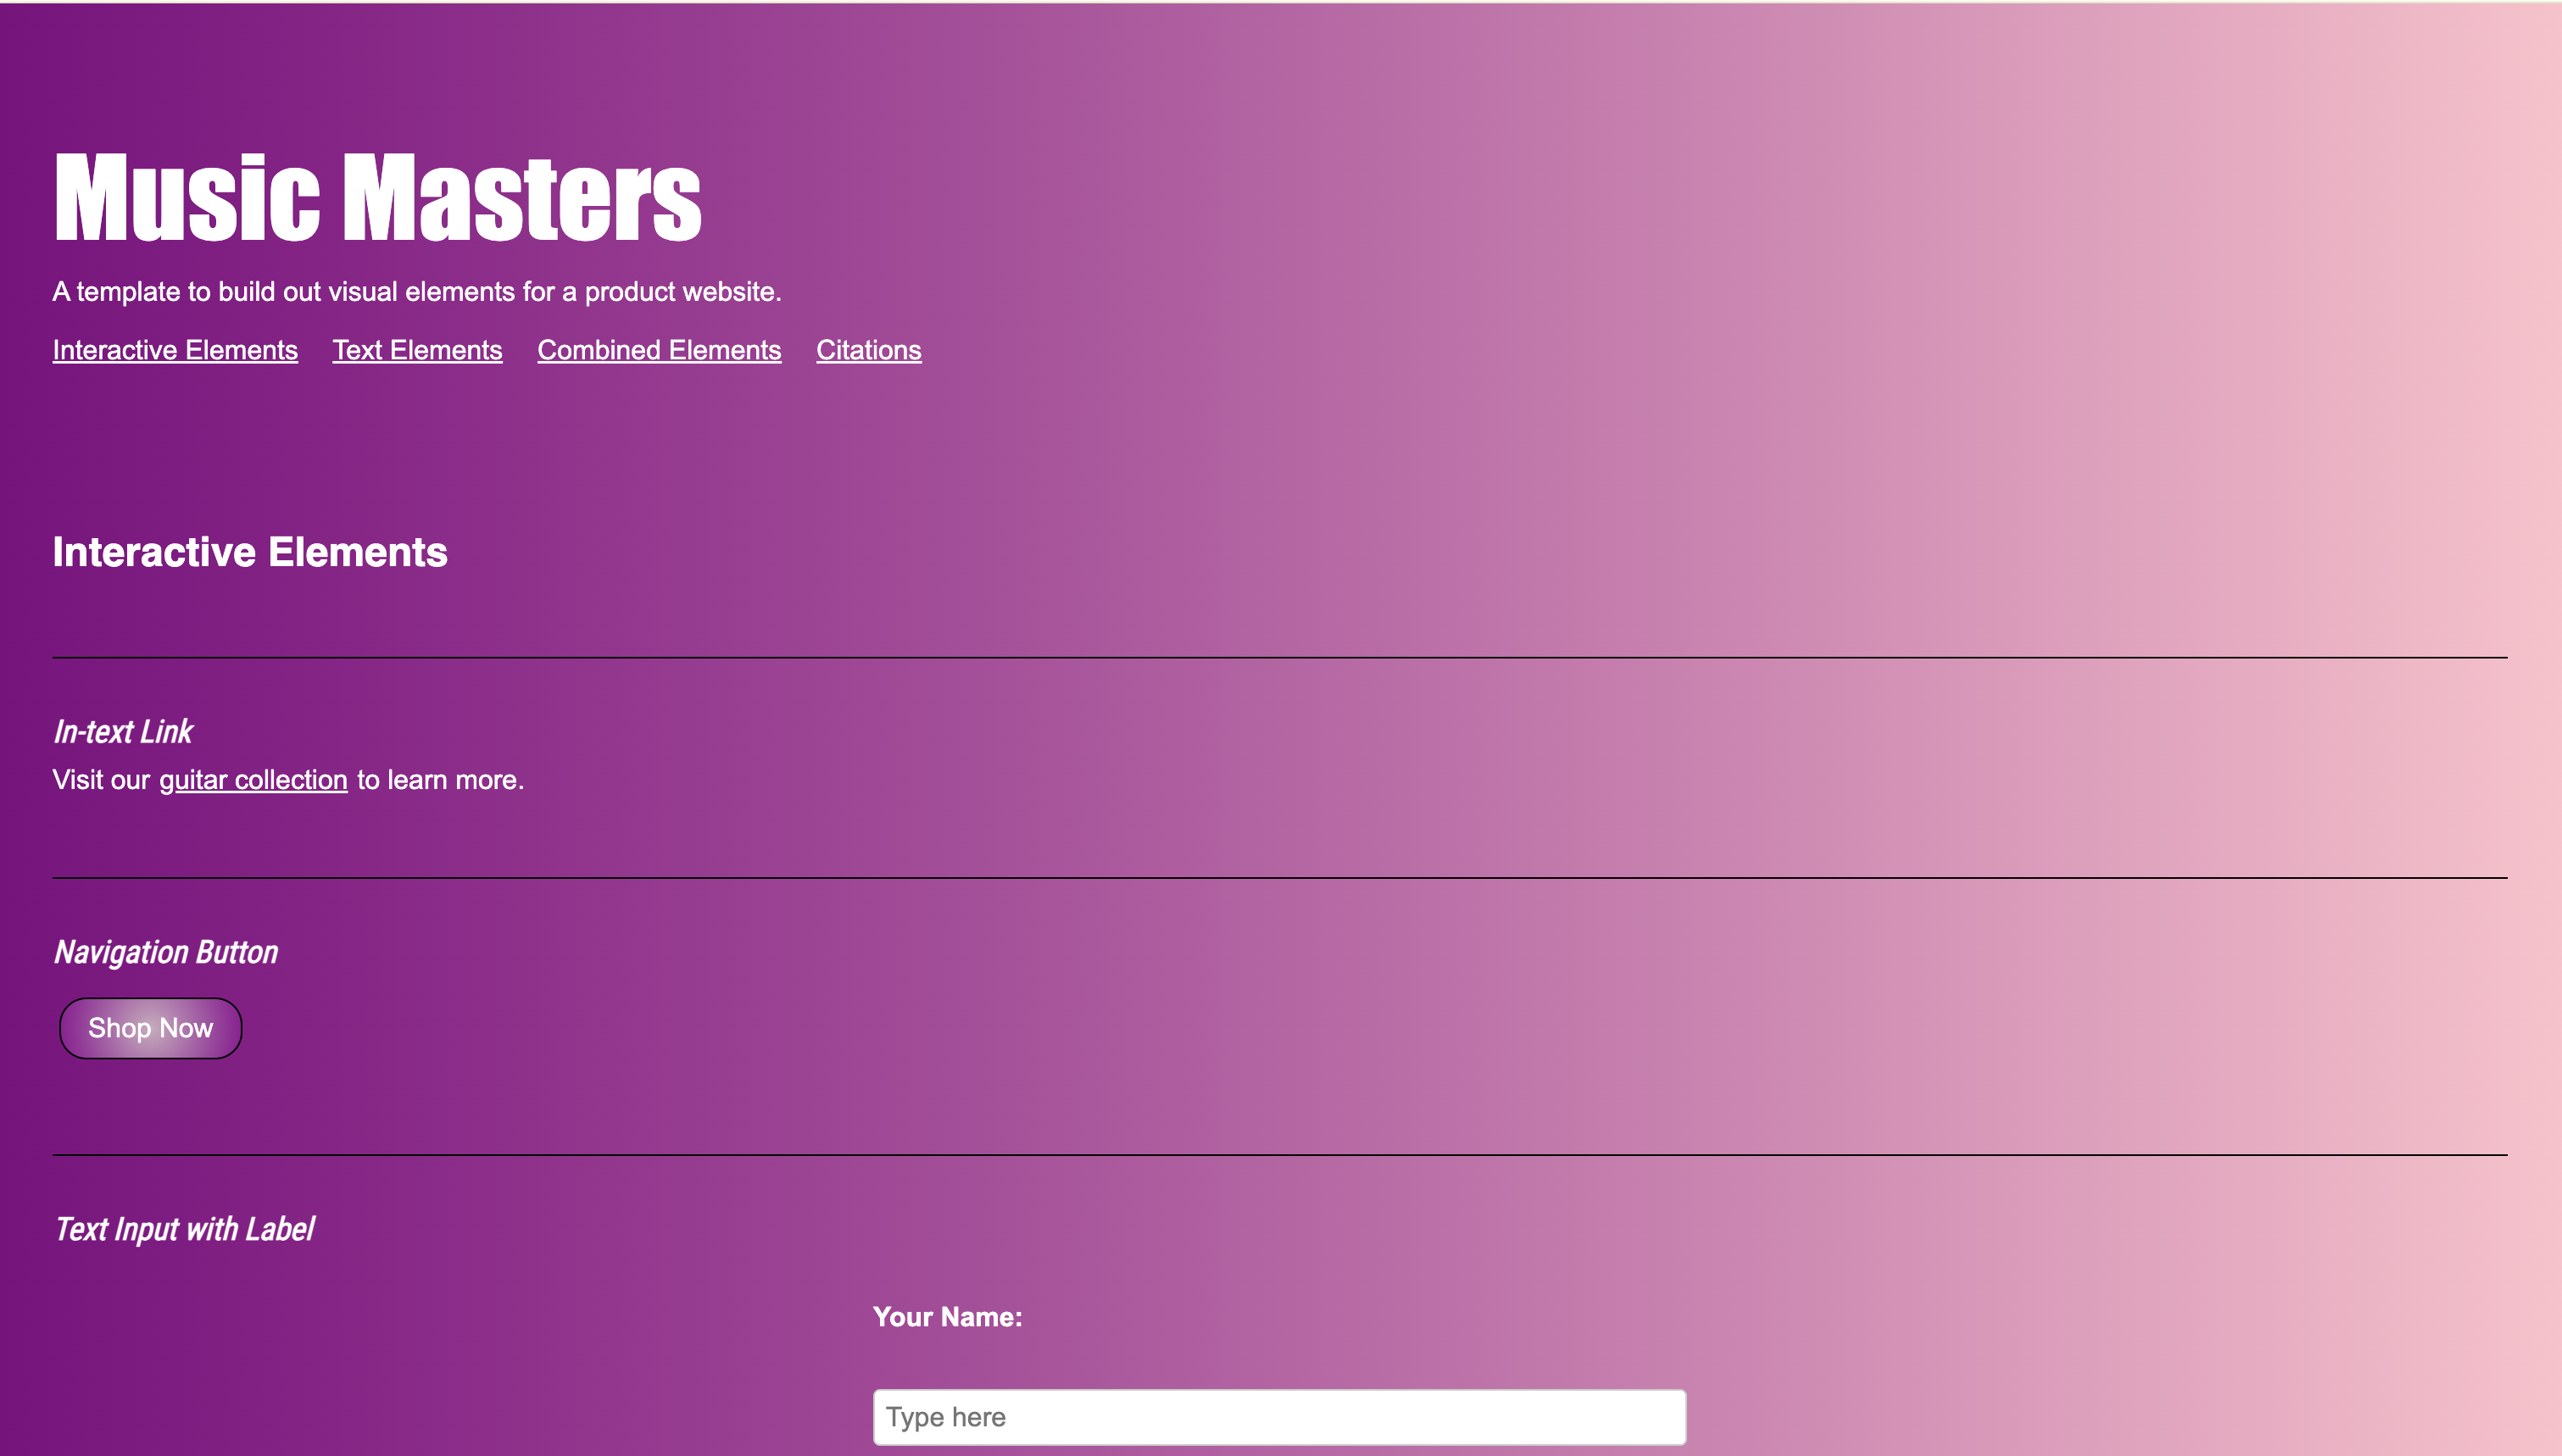 Music Masters
A template to build out visual elements for a product website.
Interactive Elements Text Elements Combined Elements Citations
Interactive Elements
In-text Link
Visit our guitar collection to learn more.
Navigation Button
Shop Now
Text Input with Label
Your Name:
Type here